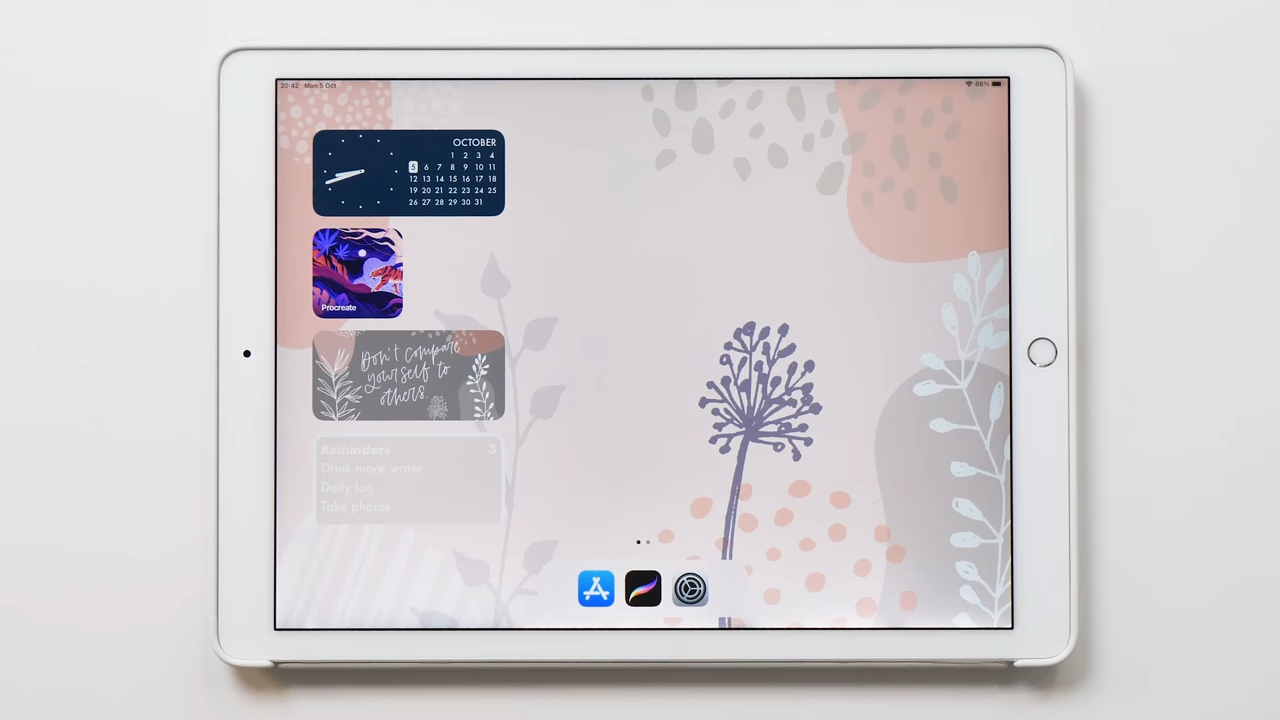 20 42 Mon 5 Oct
86%
OCTOBER
1 2 3 4
5 6 7 8 9 10 11
12 13 14 15 16 17 18
19 20 21 22 23 24 25
26 27 28 29 30 31
Procreate
Don't compare
yourself to
others.
Reminders 3
Drink more water
Daily log
Take photos